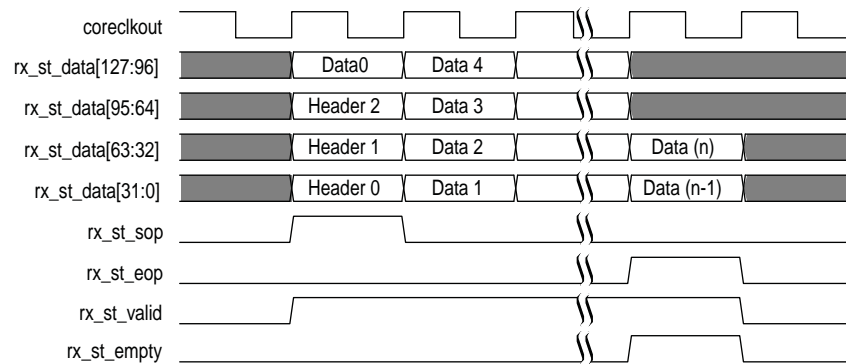 coreclkout
rx_st_data[127:96] Data0 Data 4
rx_st_data[95:64] Header 2 Data 3
rx_st_data[63:32] Header 1 Data 2 Data (n)
rx_st_data[31:0] Header 0 Data 1 Data (n-1)
rx_st_sop
rx_st_eop
rx_st_valid
rx_st_empty